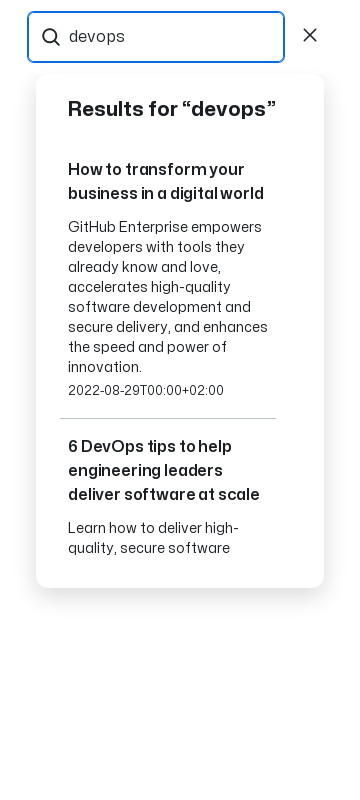 devops
Results for “devops”
How to transform your
business in a digital world
GitHub Enterprise empowers
developers with tools they
already know and love,
accelerates high-quality
software development and
secure delivery, and enhances
the speed and power of
innovation.
2022-08-29T00:00+02:00
6 DevOps tips to help
engineering leaders
deliver software at scale
Learn how to deliver high-
quality, secure software